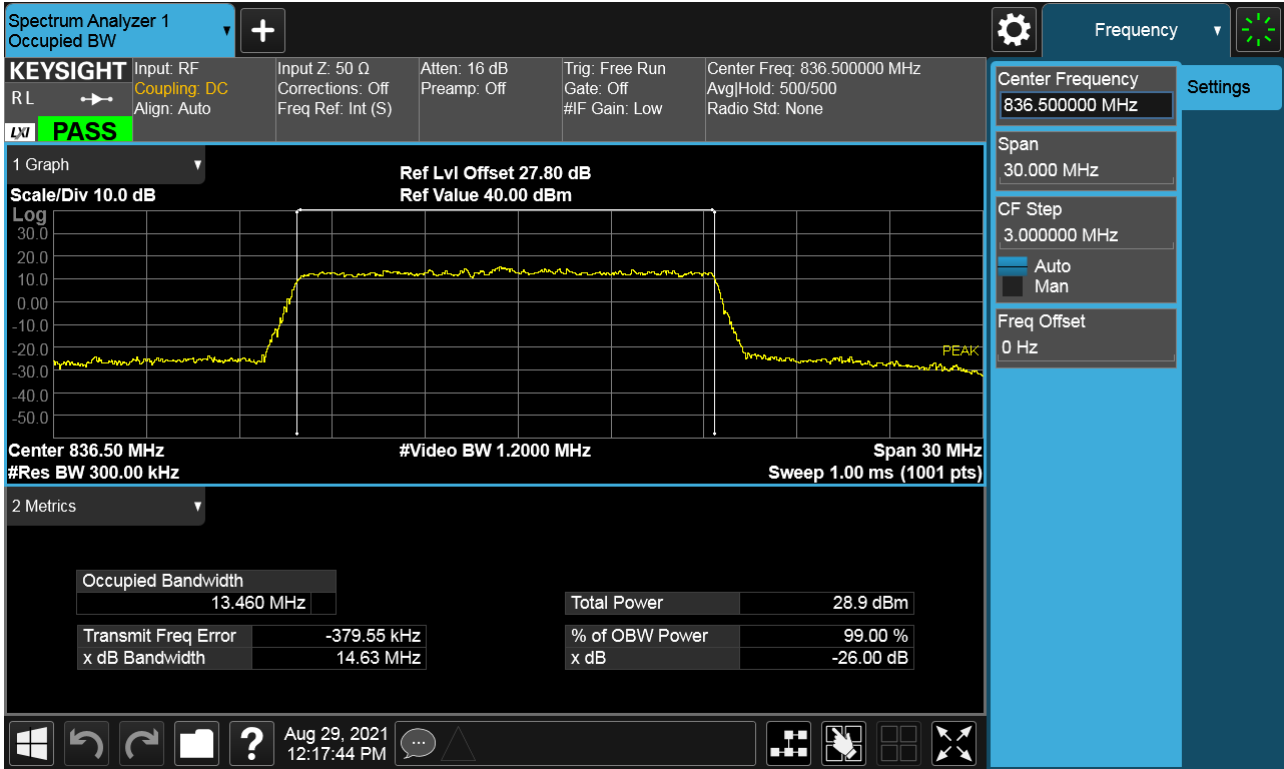 Spectrum Analyzer 1
Occupied BW
Frequency
KEYSIGHT
R L
LXI
PASS
Input: RF
Coupling: DC
Align: Auto
Input Z: 50 Ω
Corrections: Off
Freq Ref: Int (S)
Atten: 16 dB
Preamp: Off
Trig: Free Run
Gate: Off
#IF Gain: Low
Center Freq: 836.500000 MHz
Avg|Hold: 500/500
Radio Std: None
1 Graph
Scale/Div 10.0 dB
Ref Lvl Offset 27.80 dB
Ref Value 40.00 dBm
Log
30.0
20.0
10.0
0.00
-10.0
-20.0
-30.0
-40.0
-50.0
PEAK
Center 836.50 MHz
#Video BW 1.2000 MHz
Span 30 MHz
#Res BW 300.00 kHz
Sweep 1.00 ms (1001 pts)
2 Metrics
Occupied Bandwidth
13.460 MHz
Total Power 28.9 dBm
Transmit Freq Error -379.55 kHz
% of OBW Power 99.00 %
x dB Bandwidth 14.63 MHz
x dB -26.00 dB
Center Frequency
836.500000 MHz
Settings
Span
30.000 MHz
CF Step
3.000000 MHz
Auto
Man
Freq Offset
0 Hz
?
Aug 29, 2021
12:17:44 PM